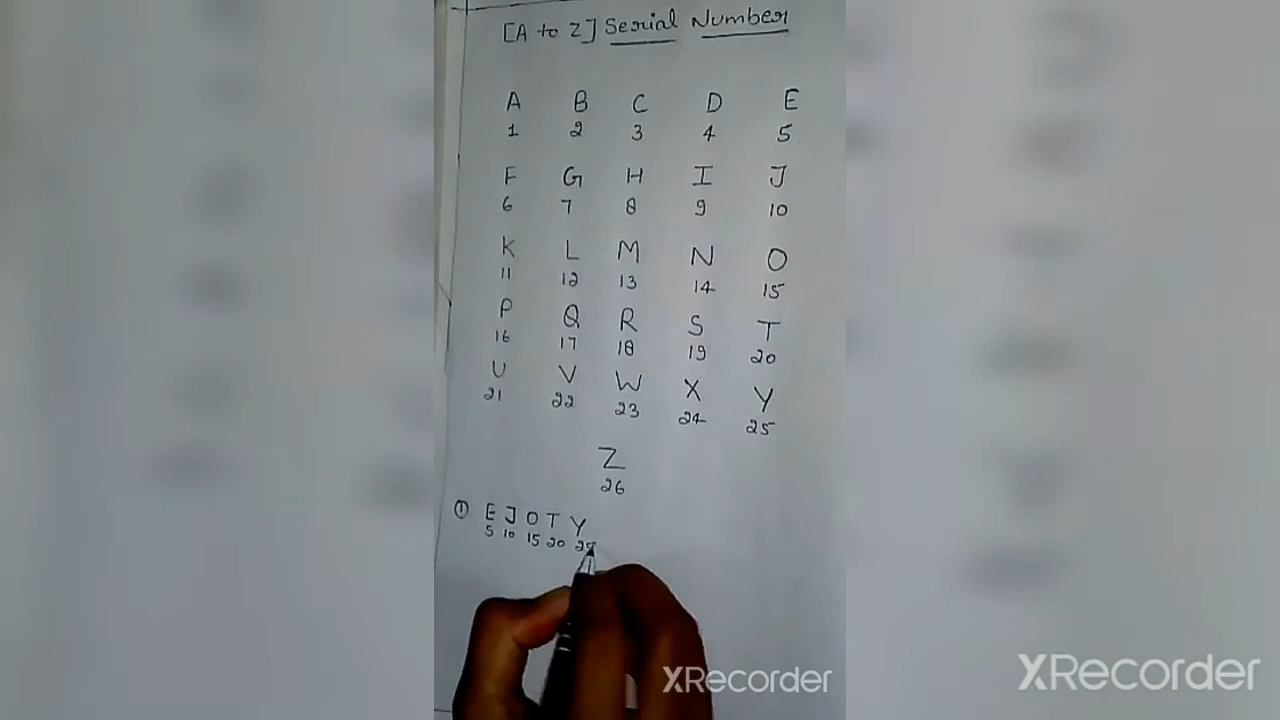 [A to Z] Serial Number
A B C D E
1 2 3 4 5
F G H I J
6 7 8 9 10
K L M N O
11 12 13 14 15
P Q R S T
16 17 18 19 20
U V W X Y
21 22 23 24 25
Z
26
① E J O T Y
5 10 15 20 25
XRecorder
XRecorder